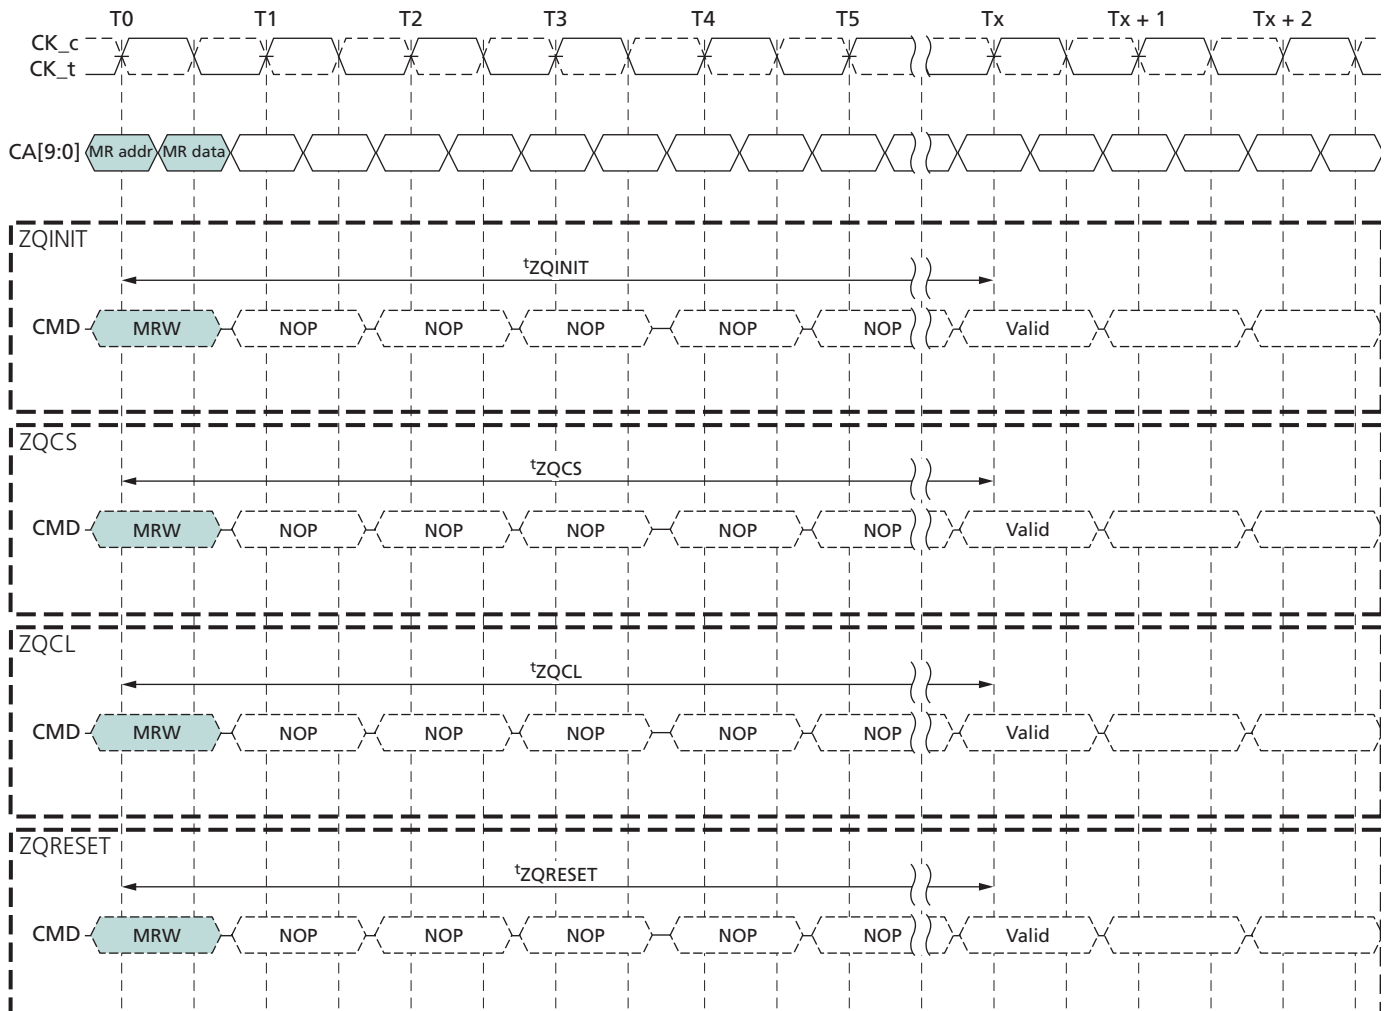 T0 T1 T2 T3 T4 T5 Tx Tx + 1 Tx + 2
CK_c
CK_t
CA[9:0] MR addr MR data
ZQINIT
tZQINIT
CMD MRW NOP NOP NOP NOP NOP Valid
ZQCS
tZQCS
CMD MRW NOP NOP NOP NOP NOP Valid
ZQCL
tZQCL
CMD MRW NOP NOP NOP NOP NOP Valid
ZQRESET
tZQRESET
CMD MRW NOP NOP NOP NOP NOP Valid